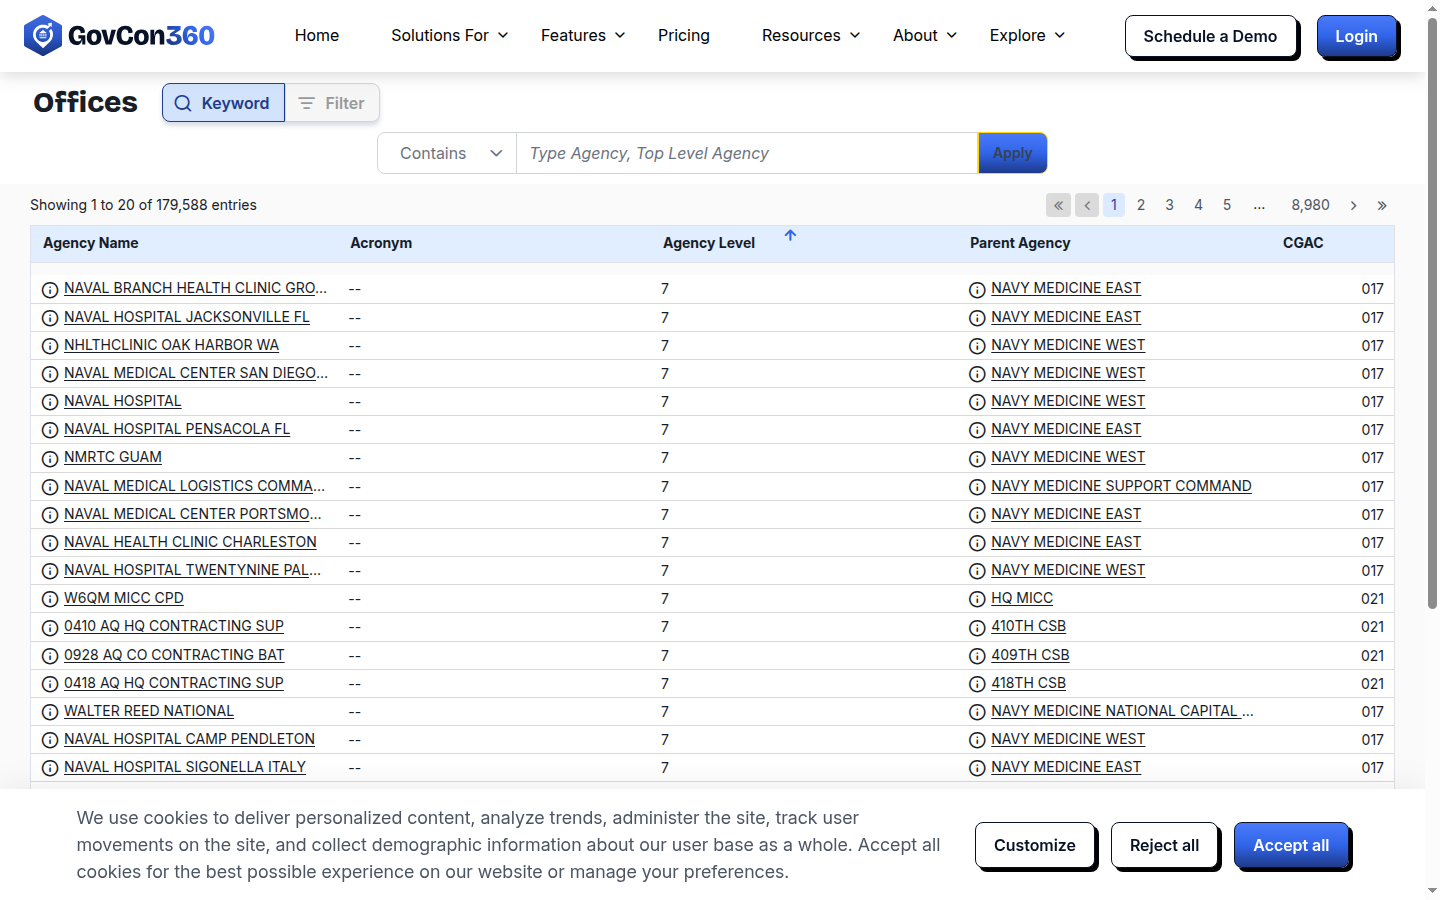 GovCon360 Home Solutions For Features Pricing Resources About Explore Schedule a Demo Login
Offices Keyword Filter
Contains Type Agency, Top Level Agency Apply
Showing 1 to 20 of 179,588 entries « ‹ 1 2 3 4 5 ... 8,980 › »
Agency Name Acronym Agency Level Parent Agency CGAC
NAVAL BRANCH HEALTH CLINIC GRO... -- 7 NAVY MEDICINE EAST 017
NAVAL HOSPITAL JACKSONVILLE FL -- 7 NAVY MEDICINE EAST 017
NHLTHCLINIC OAK HARBOR WA -- 7 NAVY MEDICINE WEST 017
NAVAL MEDICAL CENTER SAN DIEGO... -- 7 NAVY MEDICINE WEST 017
NAVAL HOSPITAL -- 7 NAVY MEDICINE WEST 017
NAVAL HOSPITAL PENSACOLA FL -- 7 NAVY MEDICINE EAST 017
NMRTC GUAM -- 7 NAVY MEDICINE WEST 017
NAVAL MEDICAL LOGISTICS COMMA... -- 7 NAVY MEDICINE SUPPORT COMMAND 017
NAVAL MEDICAL CENTER PORTSMO... -- 7 NAVY MEDICINE EAST 017
NAVAL HEALTH CLINIC CHARLESTON -- 7 NAVY MEDICINE EAST 017
NAVAL HOSPITAL TWENTYNINE PAL... -- 7 NAVY MEDICINE WEST 017
W6QM MICC CPD -- 7 HQ MICC 021
0410 AQ HQ CONTRACTING SUP -- 7 410TH CSB 021
0928 AQ CO CONTRACTING BAT -- 7 409TH CSB 021
0418 AQ HQ CONTRACTING SUP -- 7 418TH CSB 021
WALTER REED NATIONAL -- 7 NAVY MEDICINE NATIONAL CAPITAL ... 017
NAVAL HOSPITAL CAMP PENDLETON -- 7 NAVY MEDICINE WEST 017
NAVAL HOSPITAL SIGONELLA ITALY -- 7 NAVY MEDICINE EAST 017
We use cookies to deliver personalized content, analyze trends, administer the site, track user
movements on the site, and collect demographic information about our user base as a whole. Accept all
cookies for the best possible experience on our website or manage your preferences.
Customize Reject all Accept all